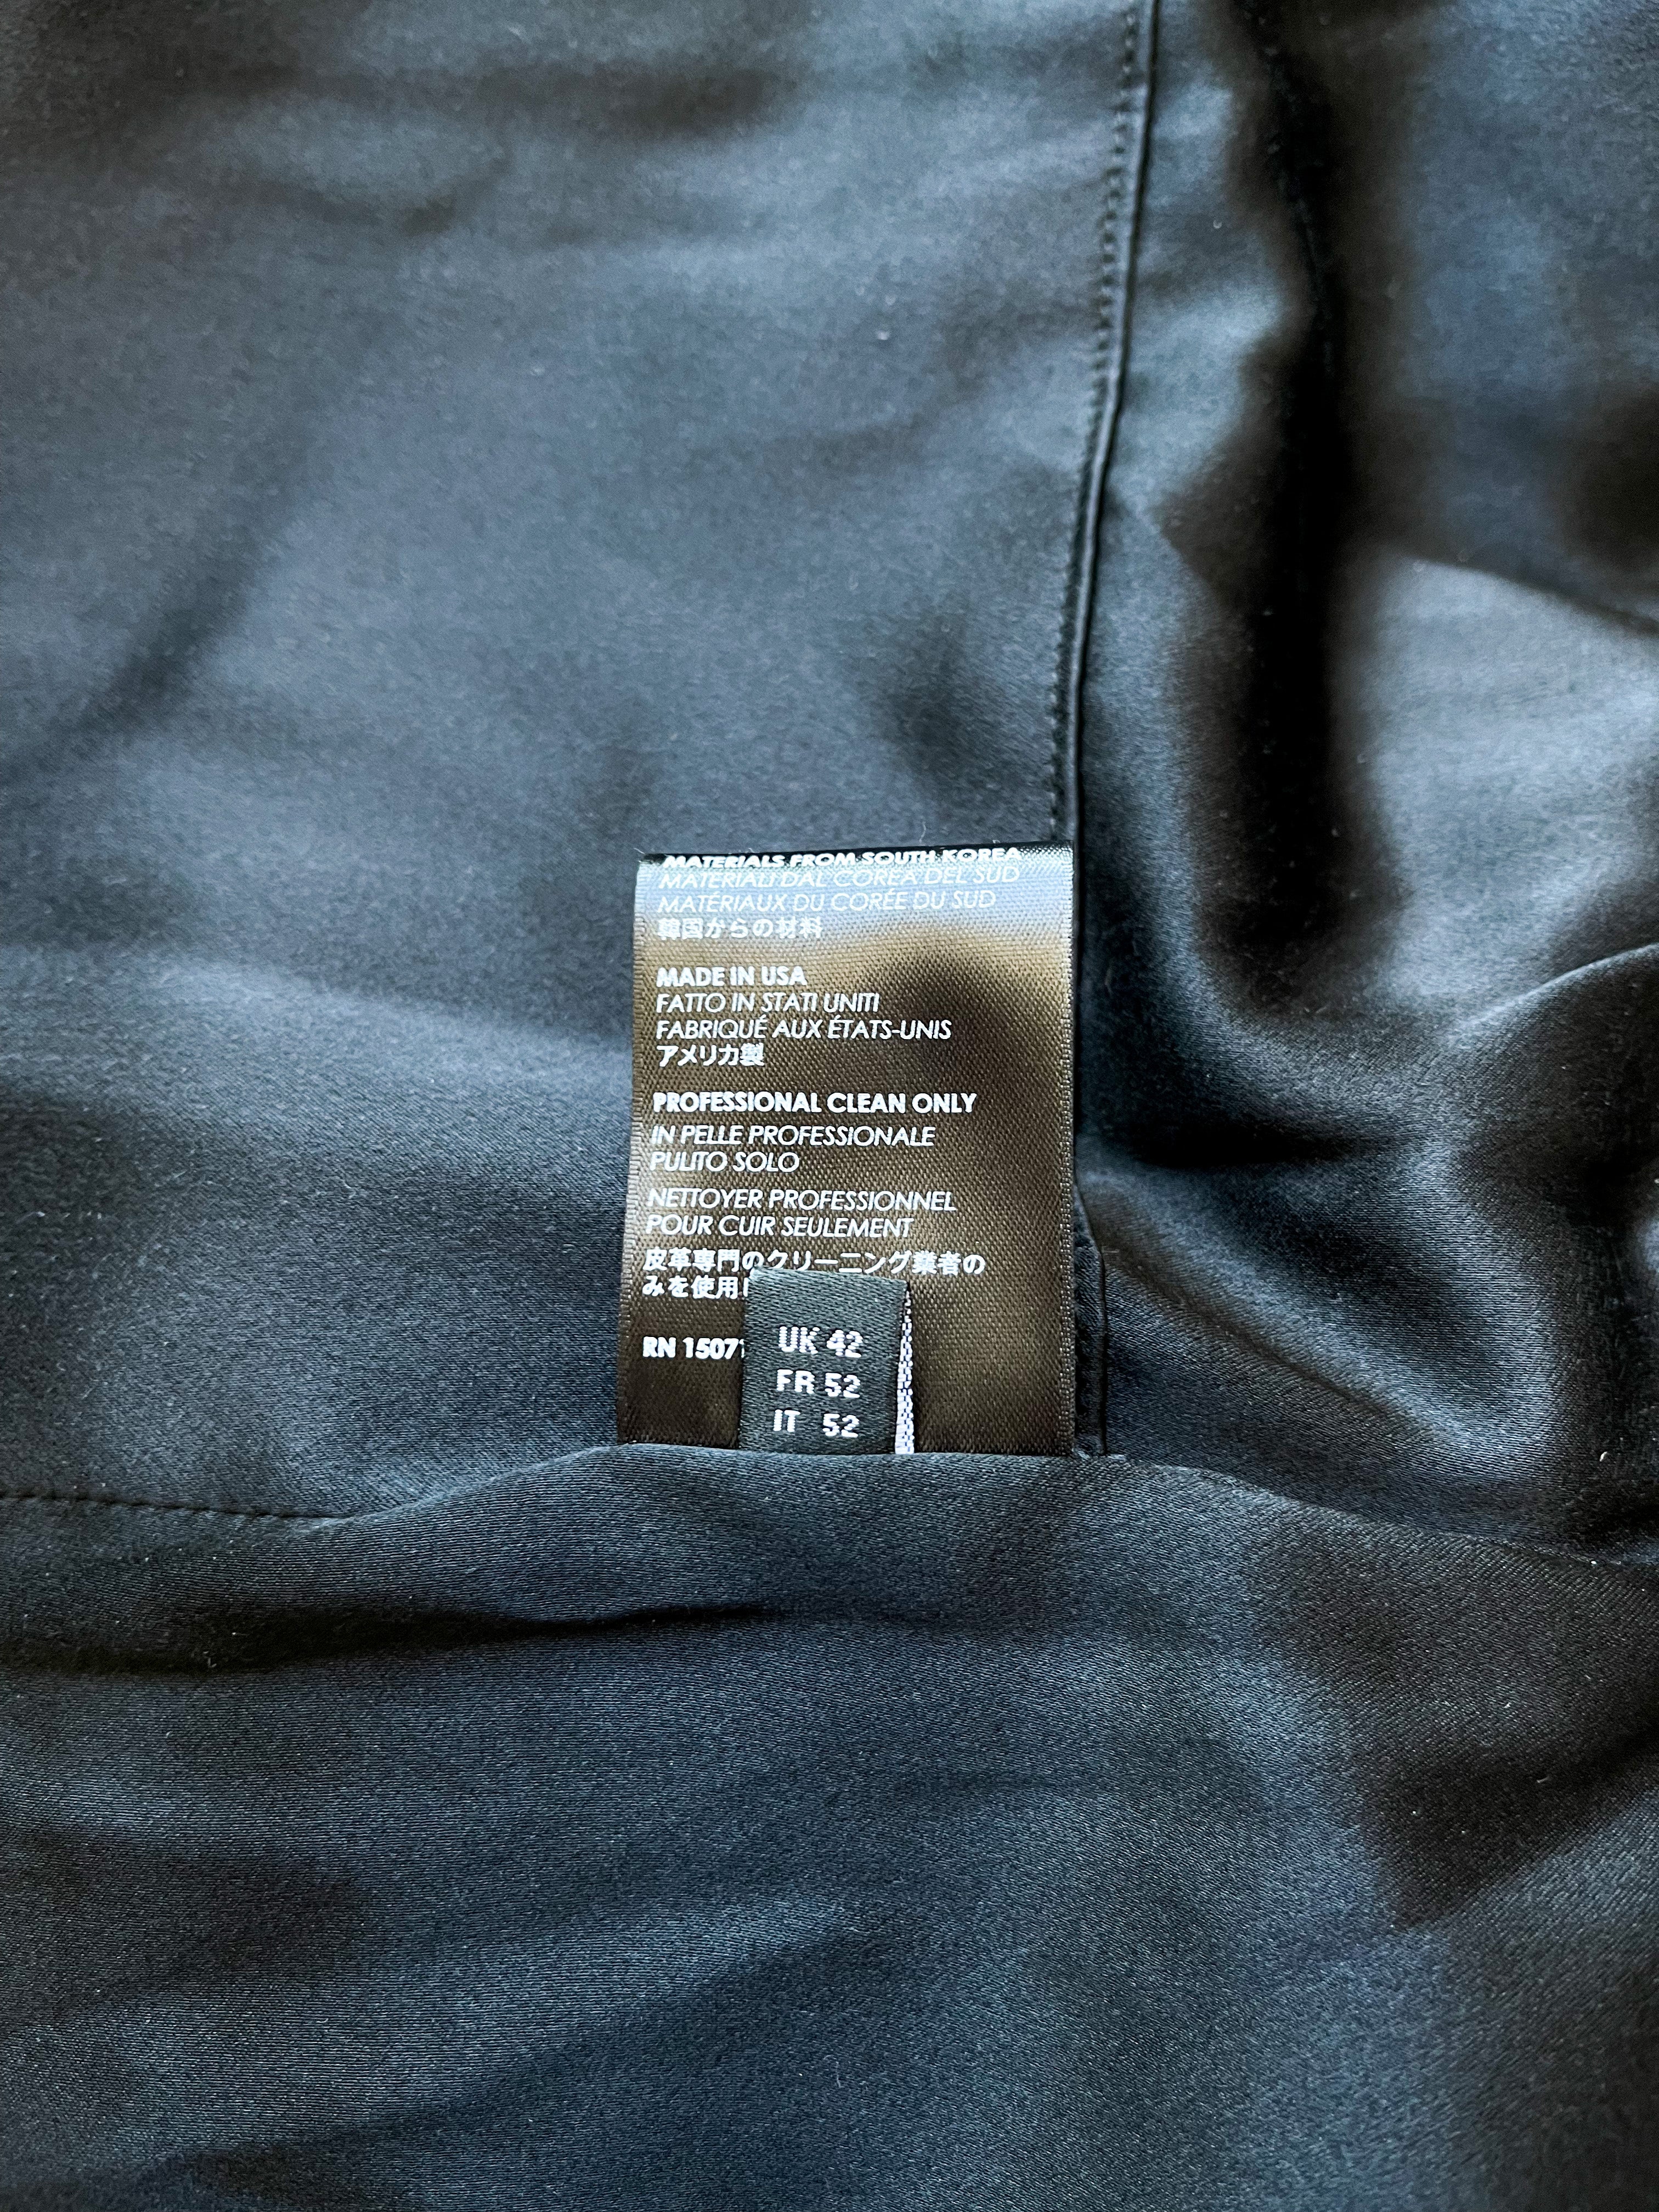 MATERIALS FROM SOUTH KOREA
MATERIALI DAL COREA DEL SUD
MATÉRIAUX DU CORÉE DU SUD
韓国からの材料
MADE IN USA
FATTO IN STATI UNITI
FABRIQUÉ AUX ÉTATS-UNIS
アメリカ製
PROFESSIONAL CLEAN ONLY
IN PELLE PROFESSIONALE
PULITO SOLO
NETTOYER PROFESSIONNEL
POUR CUIR SEULEMENT
皮革専門のクリーニング業者の
みを使用
RN 15071
UK 42
FR 52
IT 52